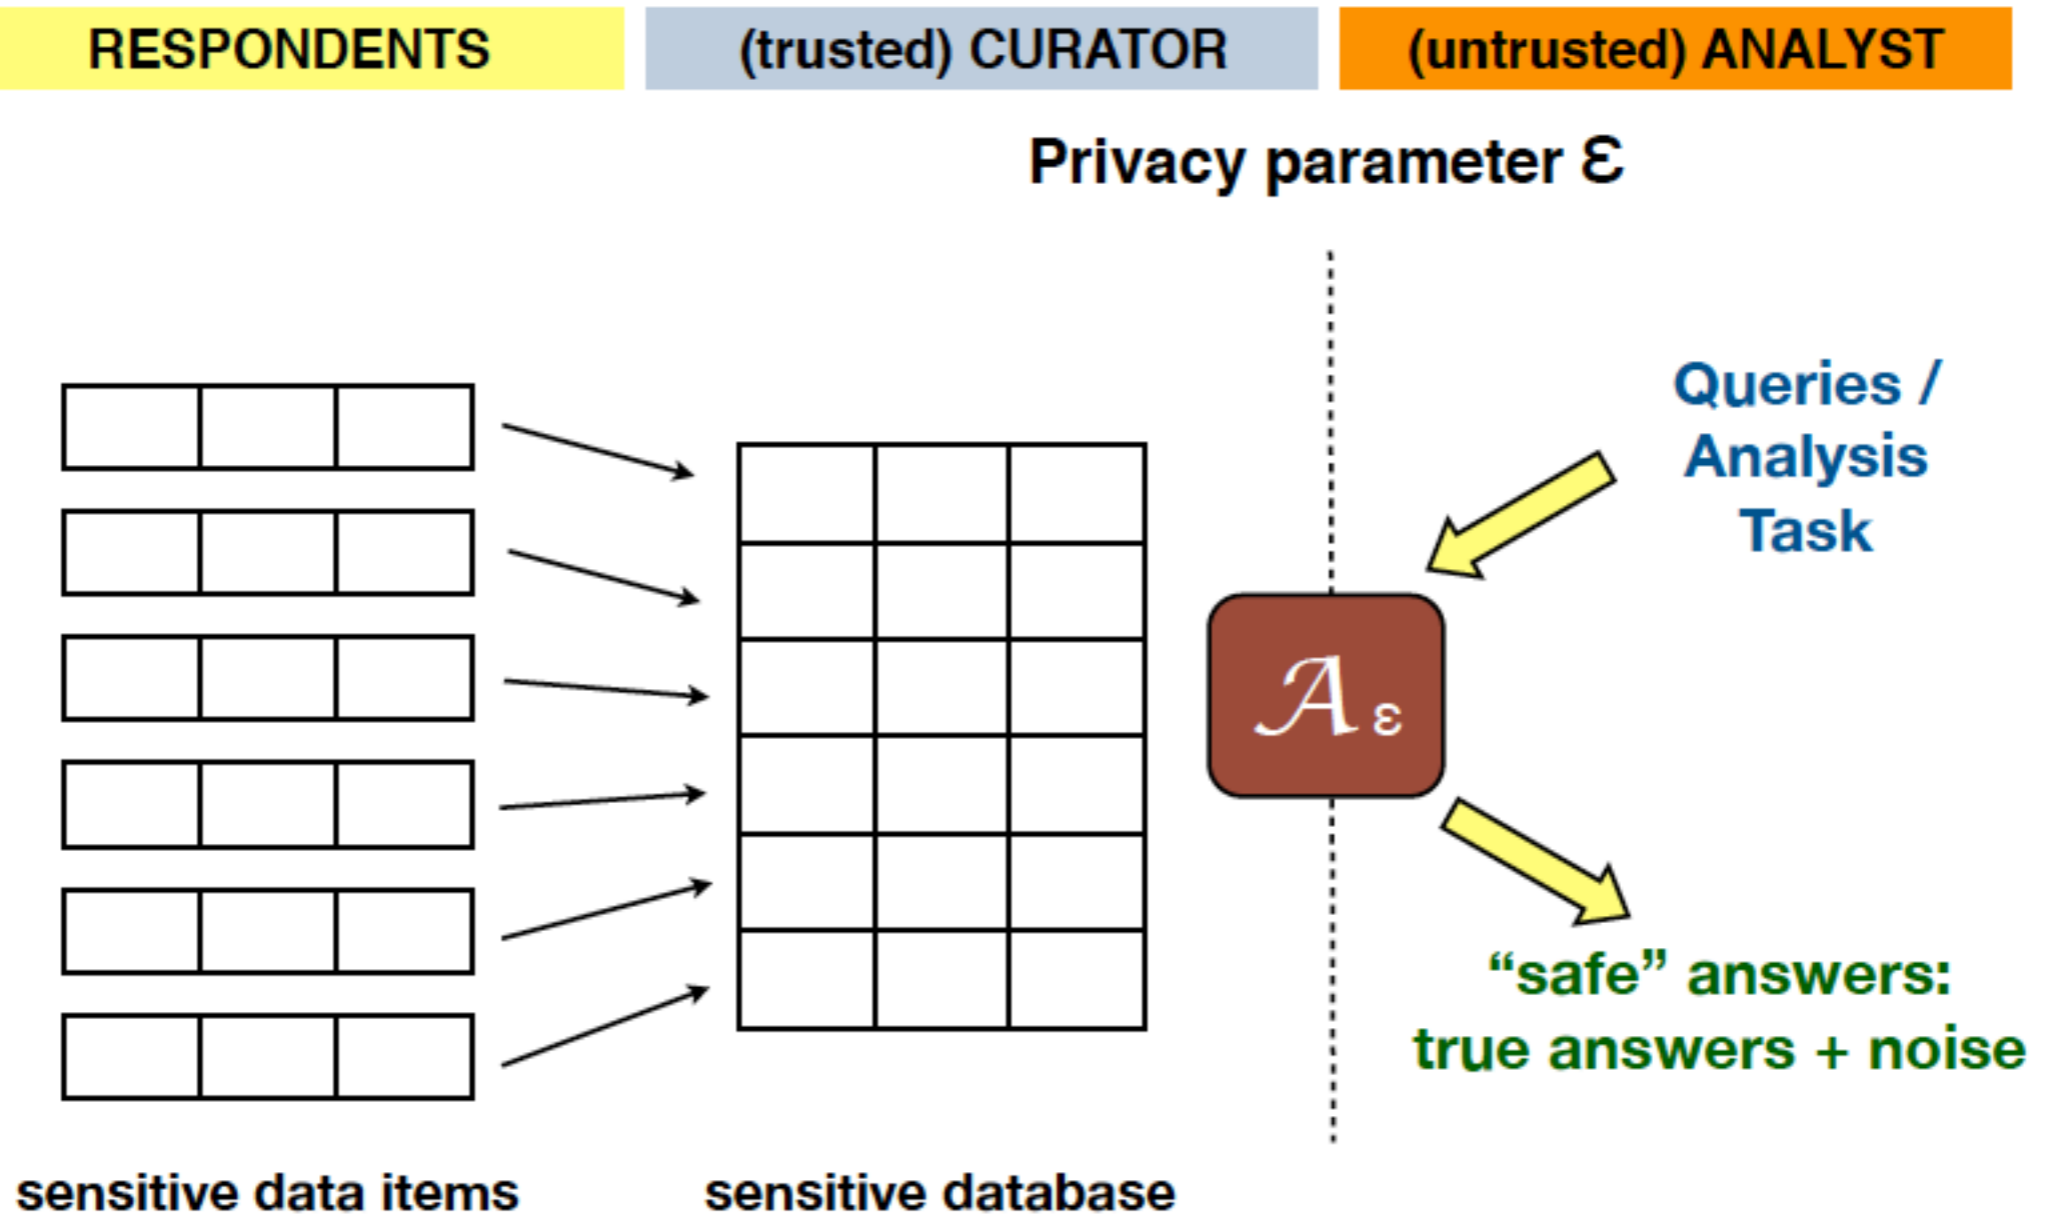 RESPONDENTS
(trusted) CURATOR
(untrusted) ANALYST
Privacy parameter ε
Queries /
Analysis
Task
𝒜 ε
“safe” answers:
true answers + noise
sensitive data items
sensitive database